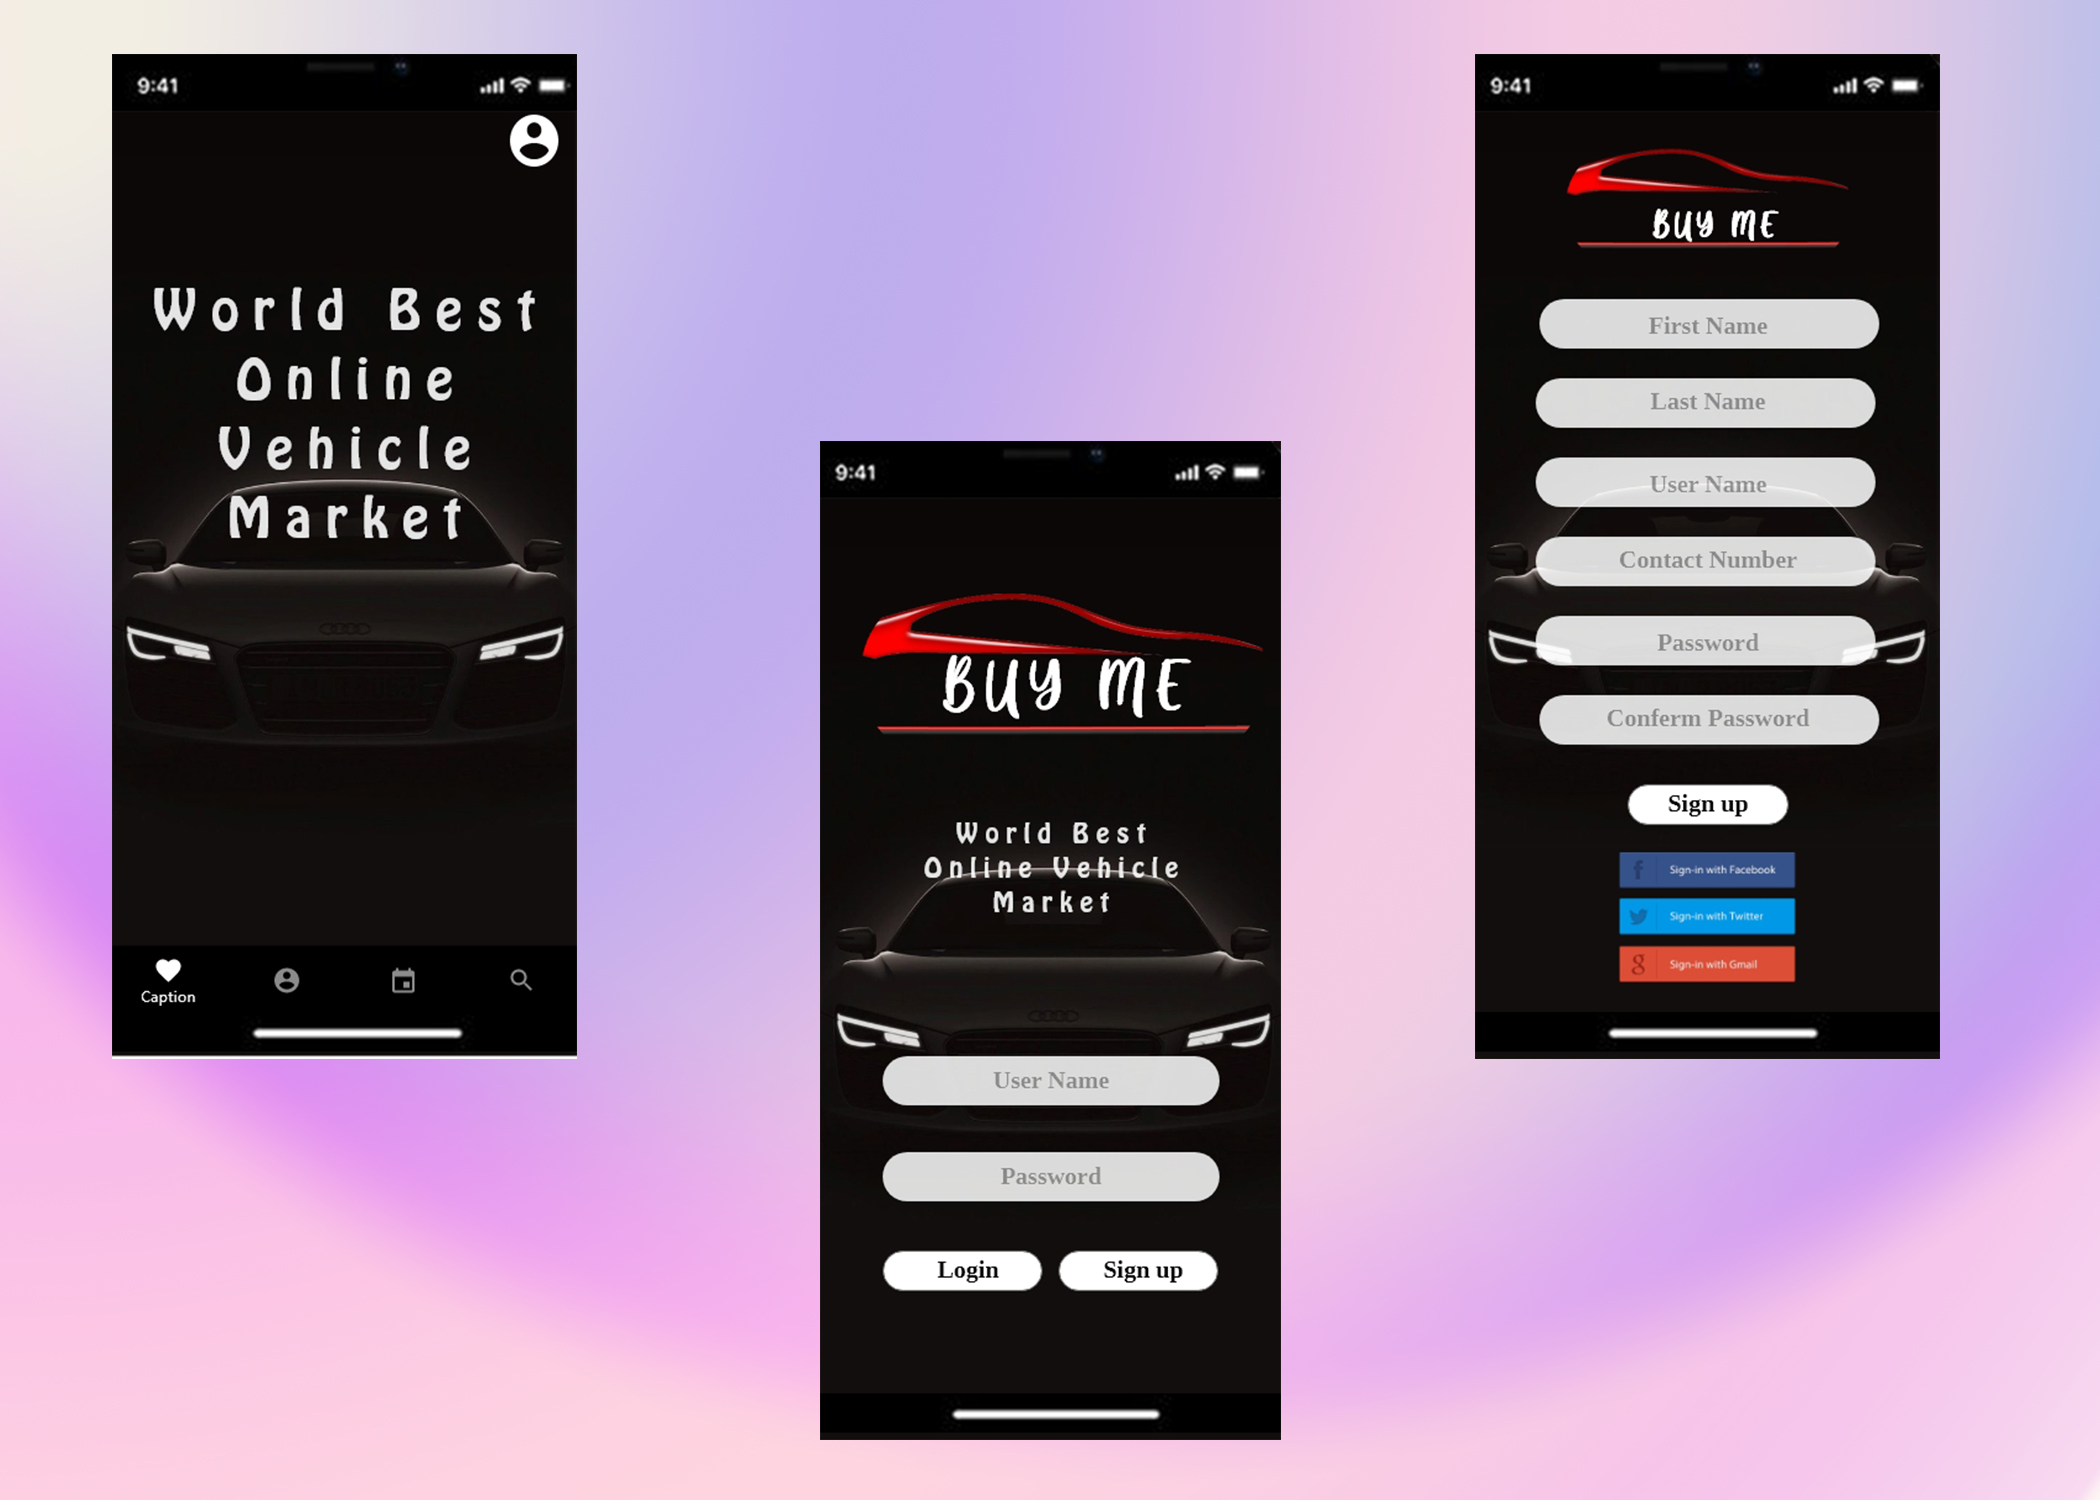 9:41
World Best
Online
Vehicle
Market
Caption
9:41
BUY ME
World Best
Online Vehicle
Market
User Name
Password
Login
Sign up
9:41
BUY ME
First Name
Last Name
User Name
Contact Number
Password
Conferm Password
Sign up
f Sign-in with Facebook
Sign-in with Twitter
g Sign-in with Gmail